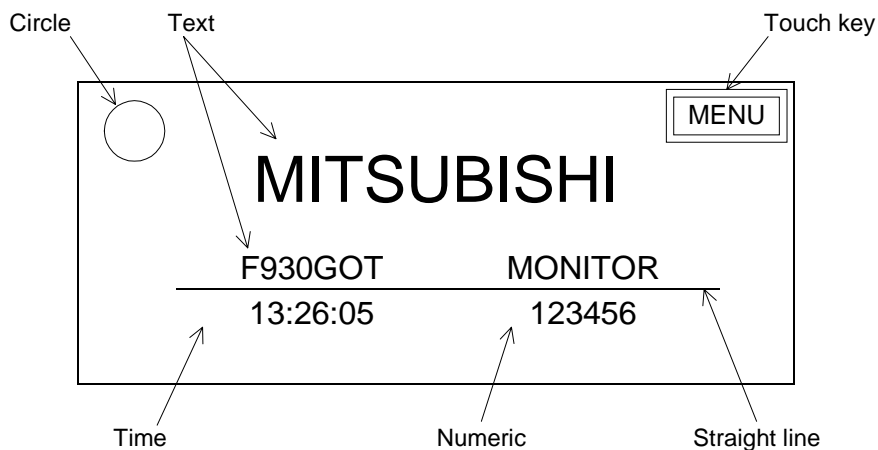 Circle Text Touch key
MENU
MITSUBISHI
F930GOT MONITOR
13:26:05 123456
Time Numeric Straight line